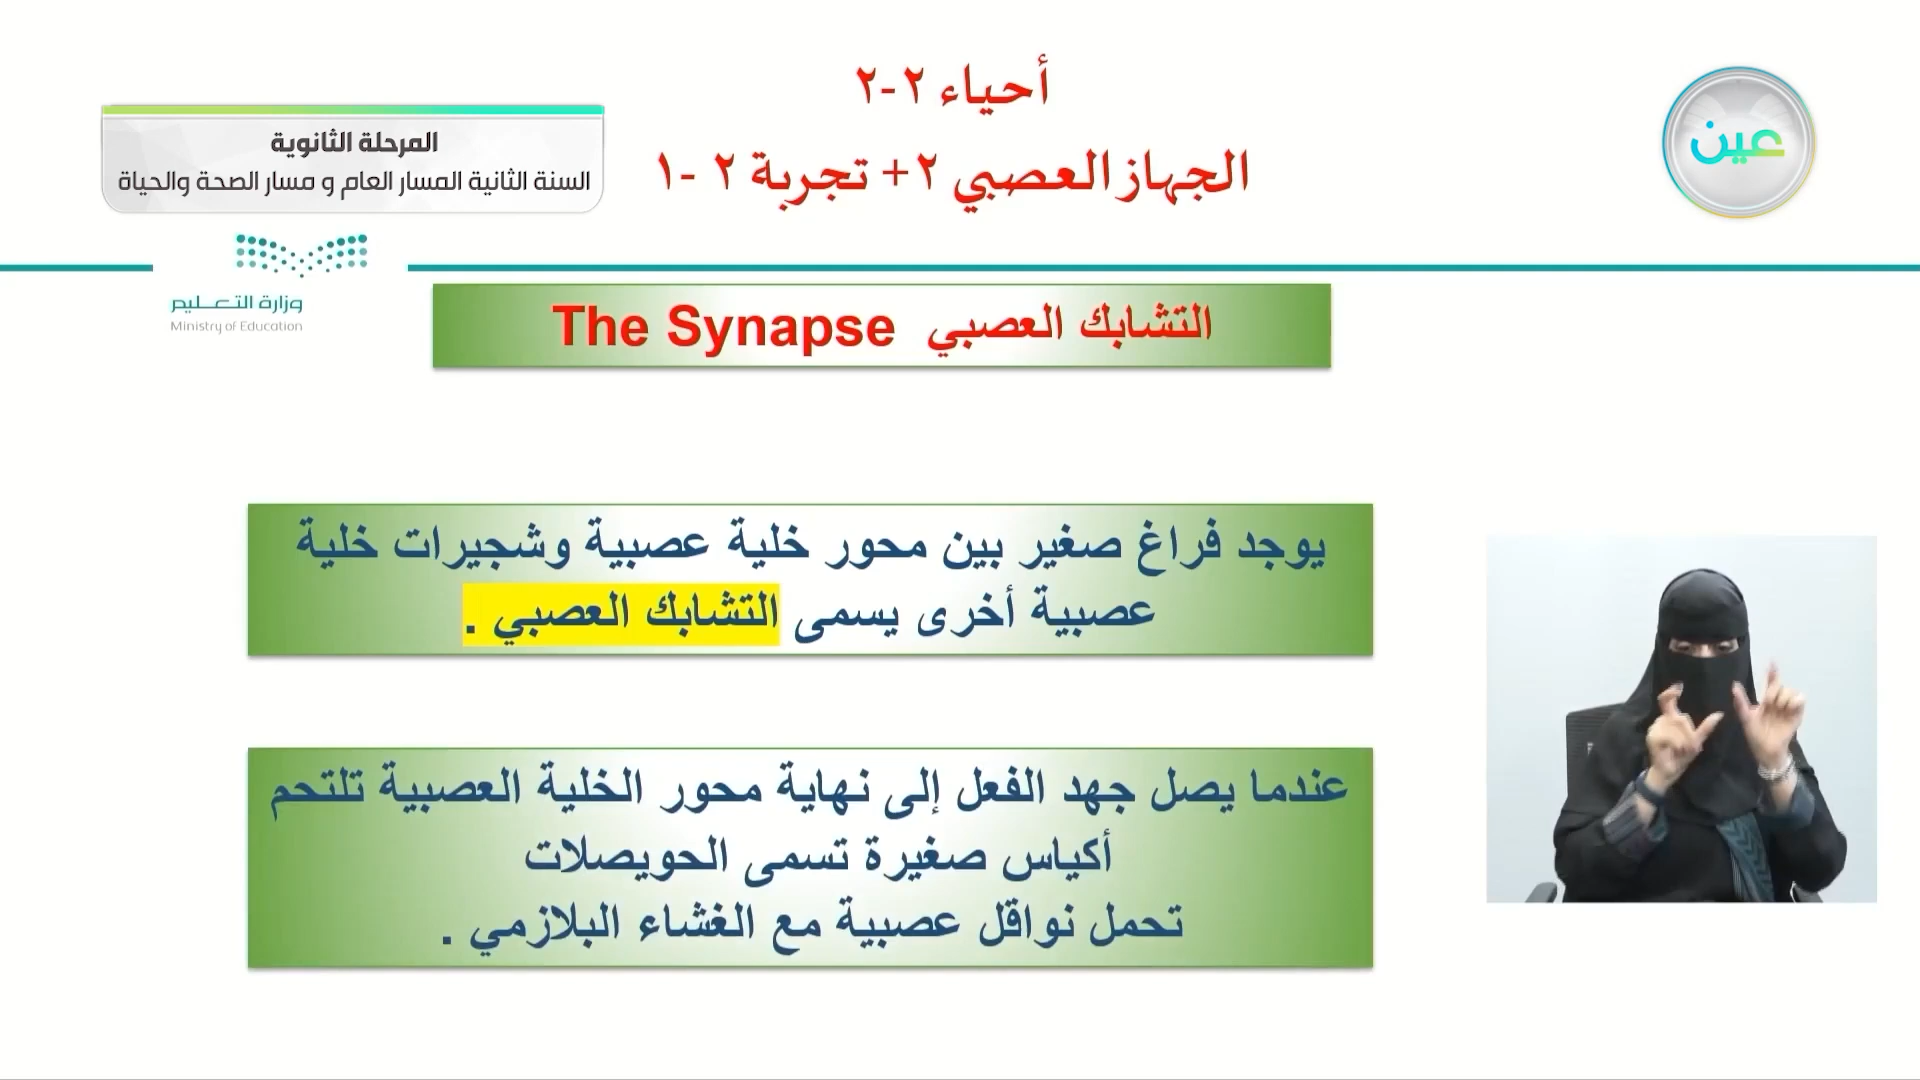 أحياء ٢-٢
الجهاز العصبي ٢ + تجربة ٢ -١
عين
المرحلة الثانوية
السنة الثانية المسار العام و مسار الصحة والحياة
وزارة التعليم
Ministry of Education
التشابك العصبي The Synapse
يوجد فراغ صغير بين محور خلية عصبية وشجيرات خلية
عصبية أخرى يسمى التشابك العصبي .
عندما يصل جهد الفعل إلى نهاية محور الخلية العصبية تلتحم
أكياس صغيرة تسمى الحويصلات
تحمل نواقل عصبية مع الغشاء البلازمي .